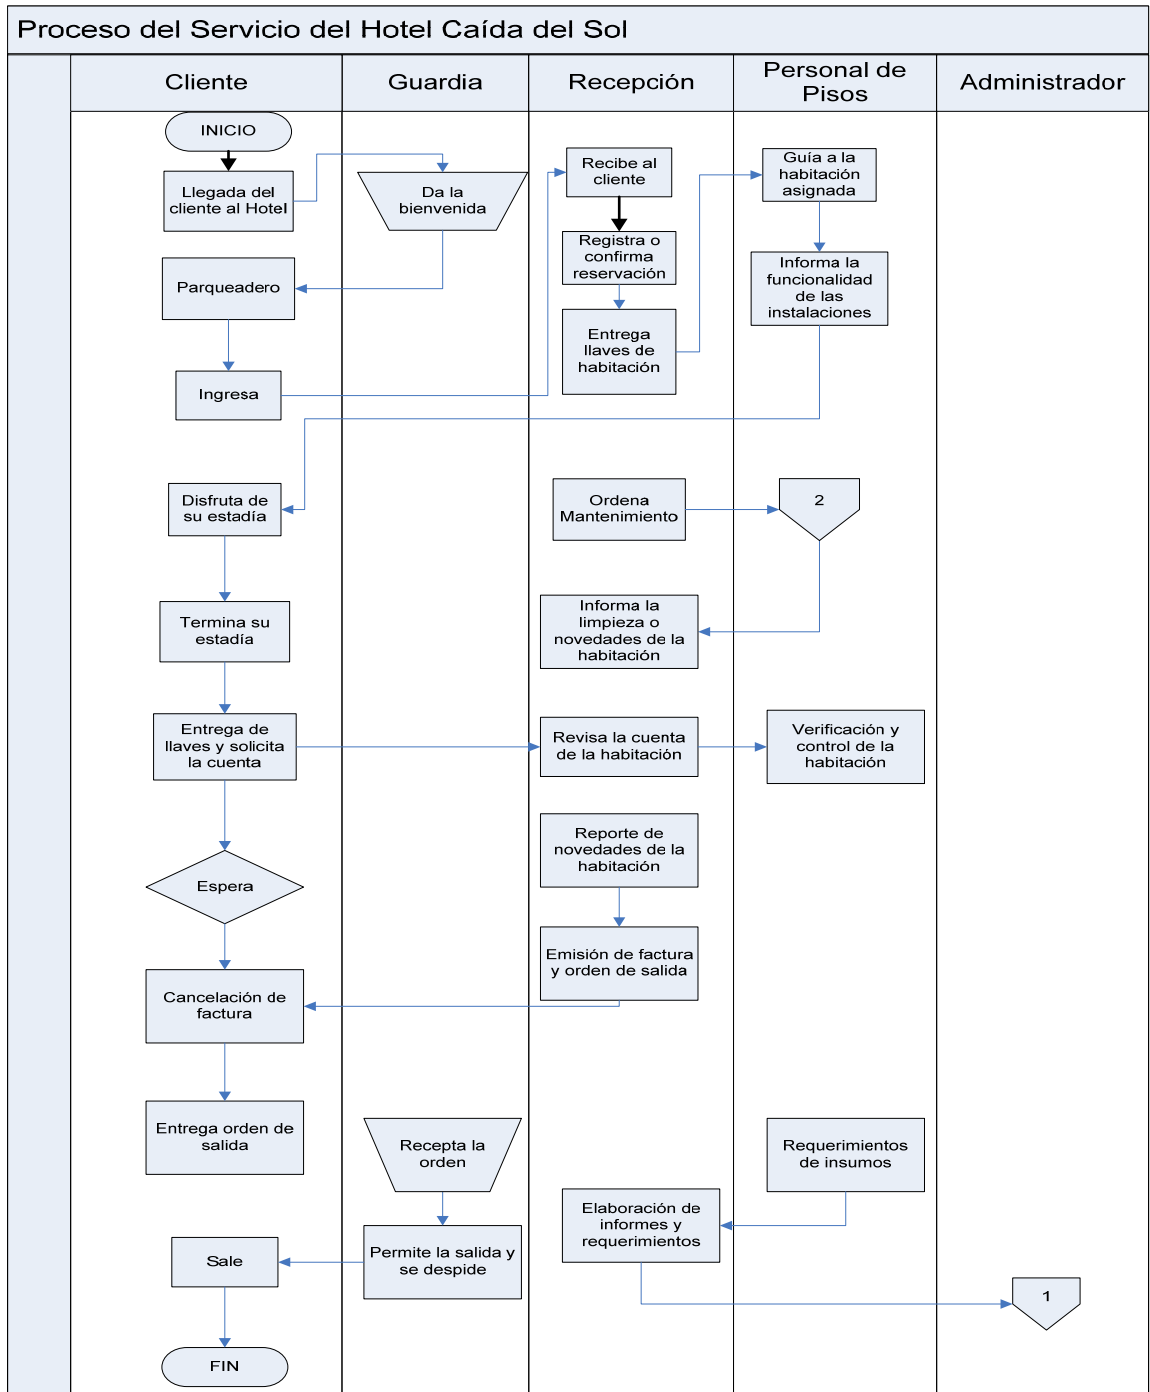 Proceso del Servicio del Hotel Caída del Sol
Cliente
Guardia
Recepción
Personal de
Pisos
Administrador
INICIO
Llegada del
cliente al Hotel
Da la
bienvenida
Recibe al
cliente
Guía a la
habitación
asignada
Registra o
confirma
reservación
Informa la
funcionalidad
de las
instalaciones
Parqueadero
Entrega
llaves de
habitación
Ingresa
Disfruta de
su estadía
Ordena
Mantenimiento
2
Termina su
estadía
Informa la
limpieza o
novedades de la
habitación
Entrega de
llaves y solicita
la cuenta
Revisa la cuenta
de la habitación
Verificación y
control de la
habitación
Reporte de
novedades de la
habitación
Espera
Emisión de factura
y orden de salida
Cancelación de
factura
Entrega orden de
salida
Recepta la
orden
Requerimientos
de insumos
Elaboración de
informes y
requerimientos
Permite la salida y
se despide
Sale
1
FIN